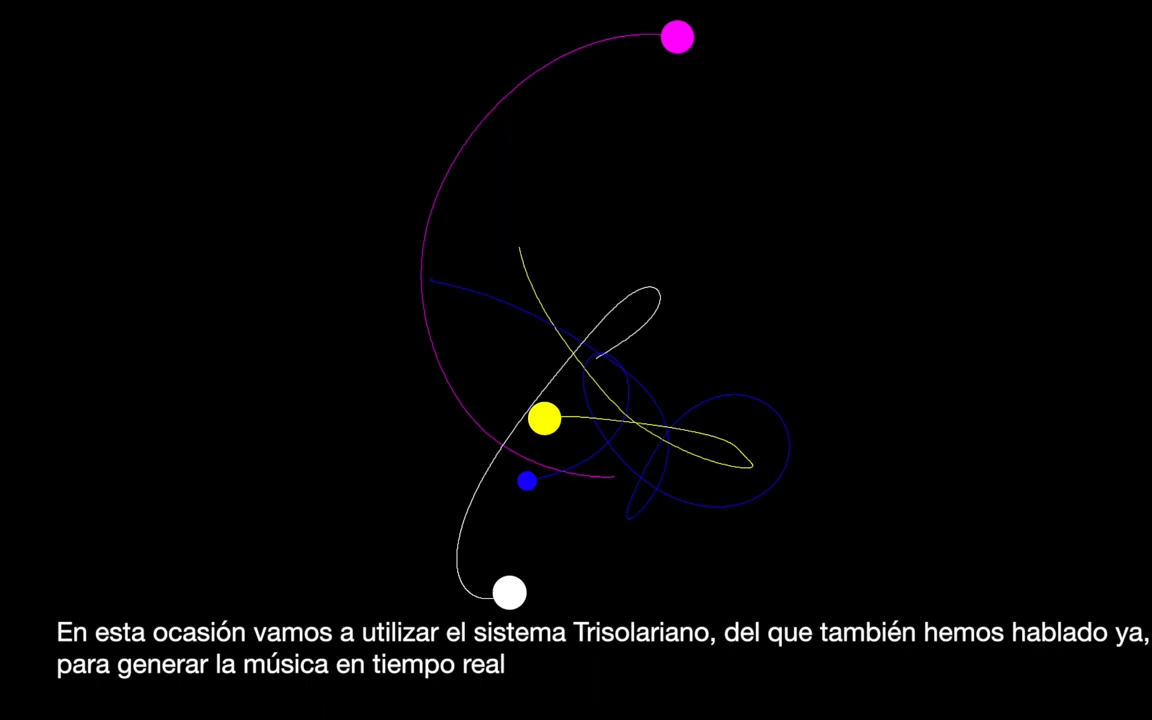 En esta ocasión vamos a utilizar el sistema Trisolariano, del que también hemos hablado ya,
para generar la música en tiempo real